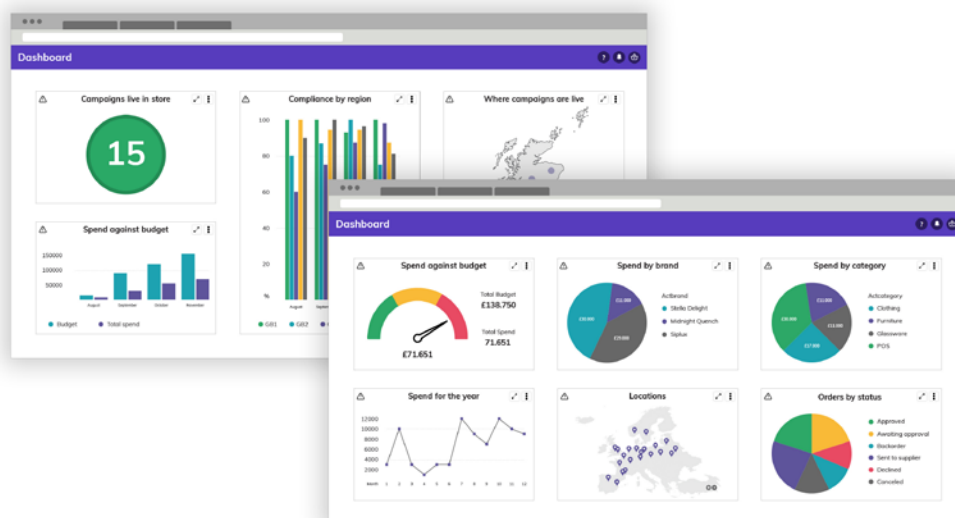 Dashboard
Campaigns live in store
15
Compliance by region
100
80
60
40
20
%
August
GB1 GB2
Where campaigns are live
Spend against budget
150000
100000
50000
August September October November
Budget Total spend
Dashboard
Spend against budget
Total Budget
£138.750
Total Spend
71.651
£71.651
Spend by brand
Actbrand
Stella Delight
Midnight Quench
Siplux
Spend by category
Actcategory
Clothing
Furniture
Glassware
POS
Spend for the year
12000
10000
8000
6000
4000
2000
Month 1 2 3 4 5 6 7 8 9 10 11 12
Locations
Orders by status
Approved
Awaiting approval
Backorder
Sent to supplier
Declined
Canceled